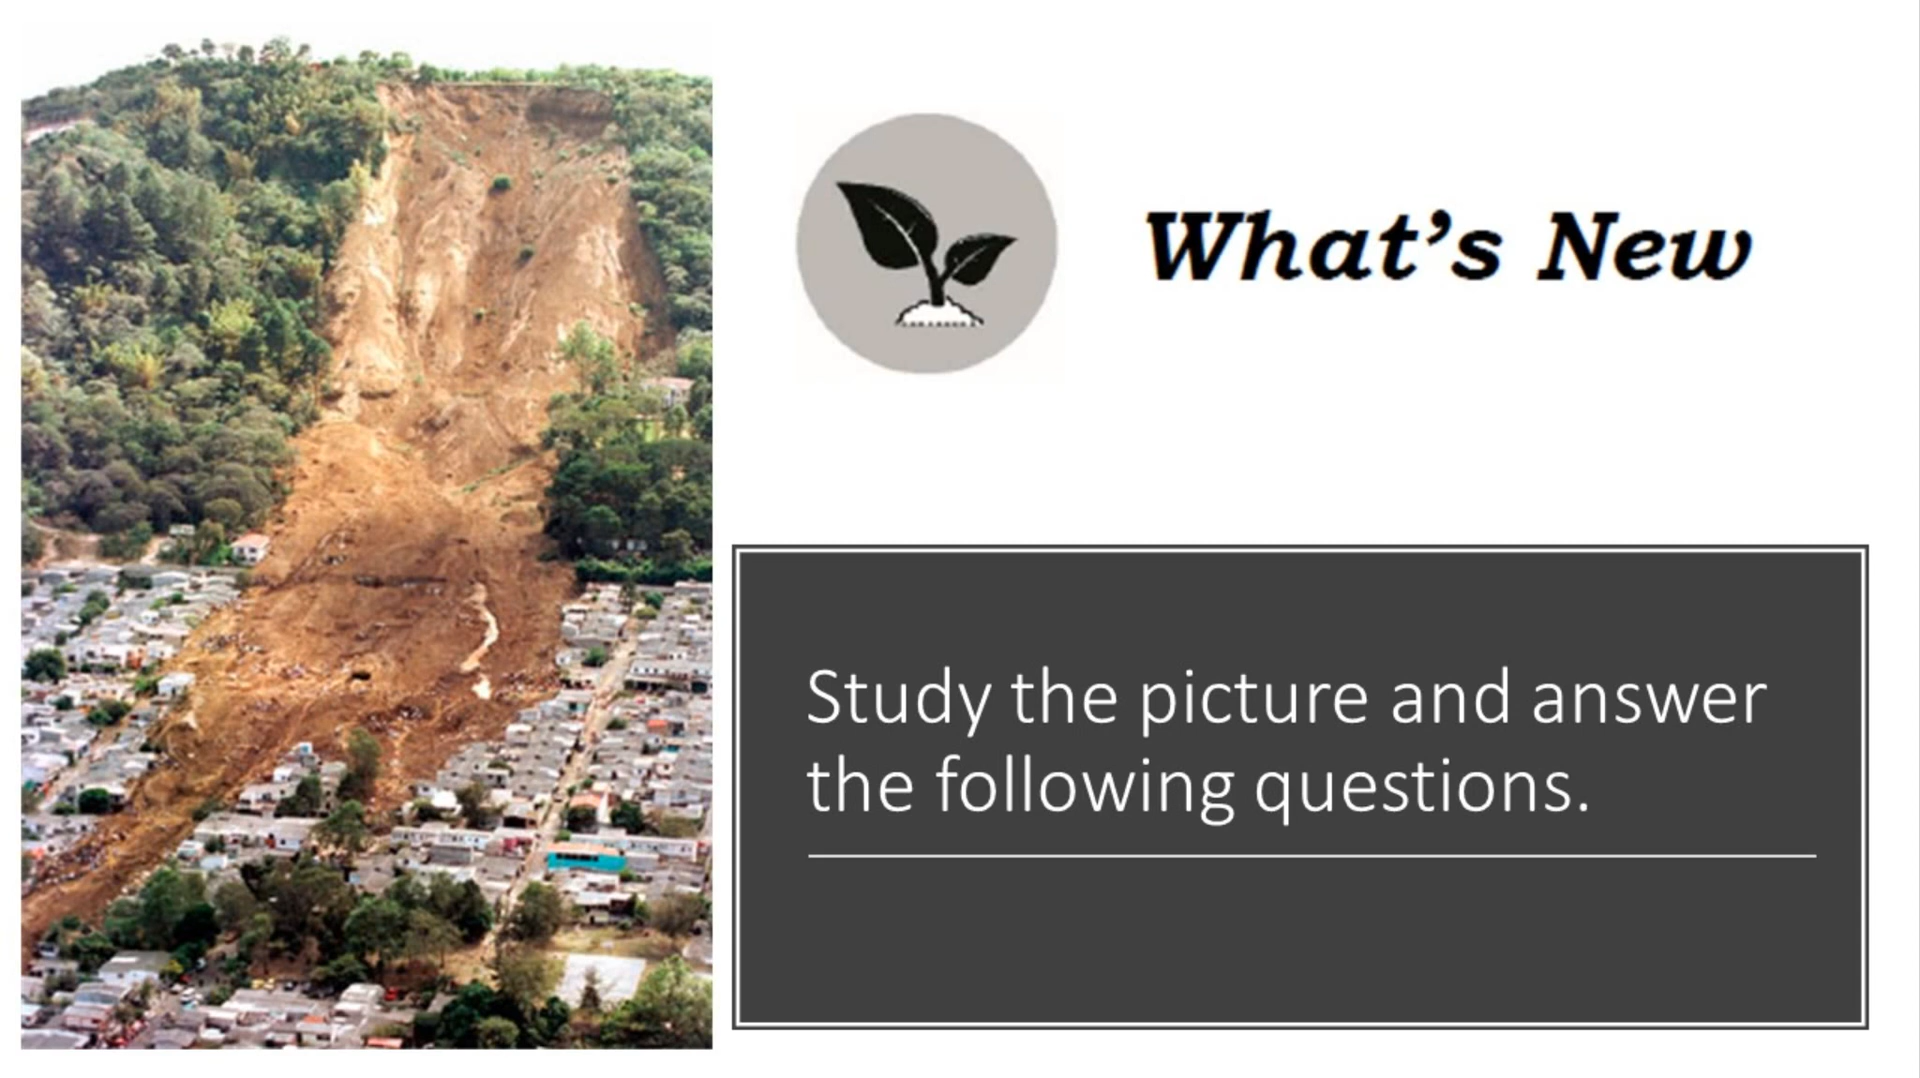 What's New
Study the picture and answer
the following questions.